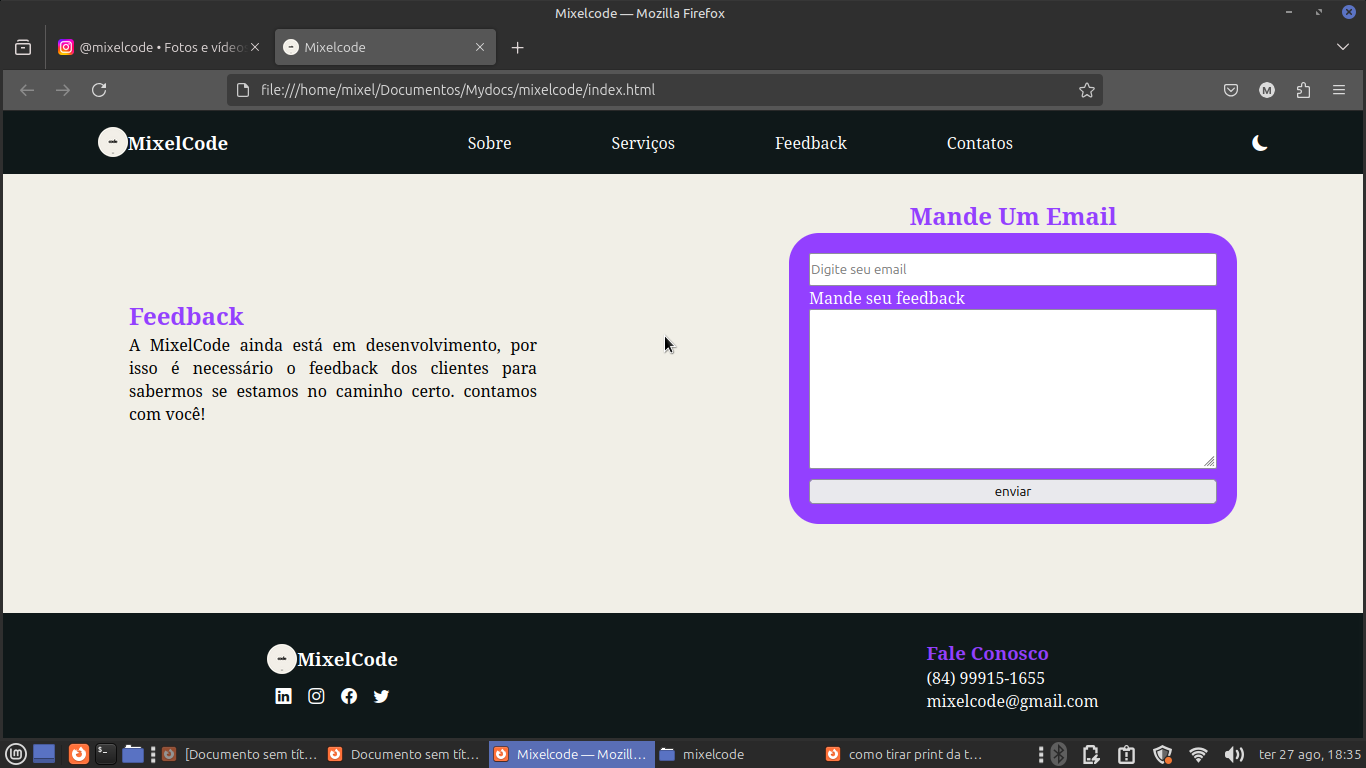 Mixelcode — Mozilla Firefox
@mixelcode • Fotos e vídeo
Mixelcode
file:///home/mixel/Documentos/Mydocs/mixelcode/index.html
M
MixelCode
Sobre
Serviços
Feedback
Contatos
Mande Um Email
Digite seu email
Mande seu feedback
enviar
Feedback
A MixelCode ainda está em desenvolvimento, por
isso é necessário o feedback dos clientes para
sabermos se estamos no caminho certo. contamos
com você!
MixelCode
Fale Conosco
(84) 99915-1655
mixelcode@gmail.com
[Documento sem tít...
Documento sem tít...
Mixelcode — Mozill...
mixelcode
como tirar print da t...
ter 27 ago, 18:35